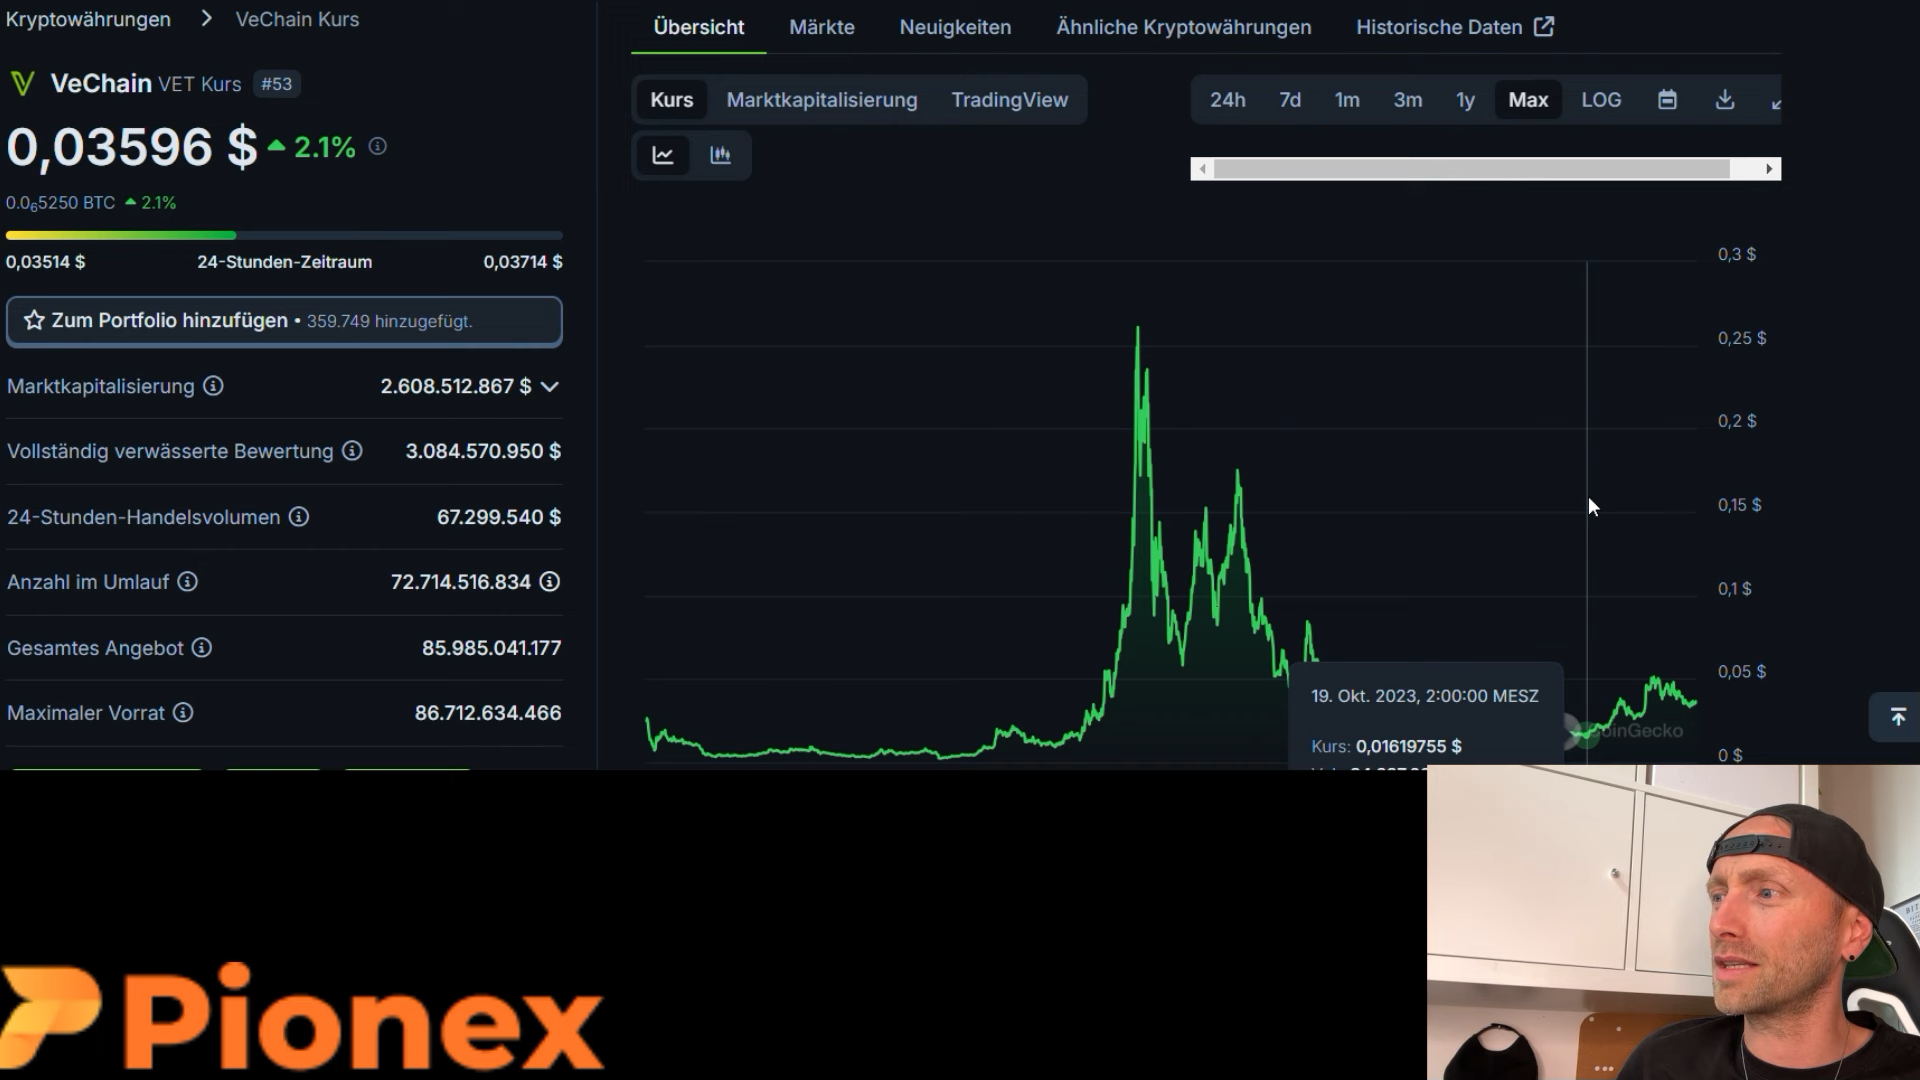 Kryptowährungen > VeChain Kurs
VeChain VET Kurs #53
0,03596 $ 2.1%
0.0₆5250 BTC 2.1%
0,03514 $ 24-Stunden-Zeitraum 0,03714 $
Zum Portfolio hinzufügen • 359.749 hinzugefügt.
Marktkapitalisierung 2.608.512.867 $
Vollständig verwässerte Bewertung 3.084.570.950 $
24-Stunden-Handelsvolumen 67.299.540 $
Anzahl im Umlauf 72.714.516.834
Gesamtes Angebot 85.985.041.177
Maximaler Vorrat 86.712.634.466
Übersicht Märkte Neuigkeiten Ähnliche Kryptowährungen Historische Daten
Kurs Marktkapitalisierung TradingView
24h 7d 1m 3m 1y Max LOG
0,3 $
0,25 $
0,2 $
0,15 $
0,1 $
0,05 $
0 $
19. Okt. 2023, 2:00:00 MESZ
Kurs: 0,01619755 $
CoinGecko
Pionex